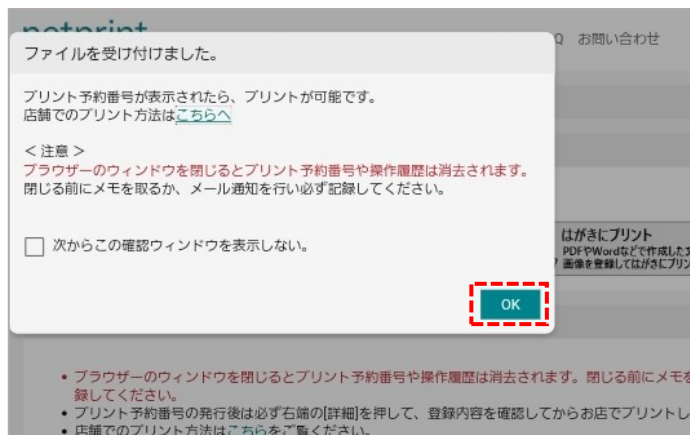 netprint
Q お問い合わせ
ファイルを受け付けました。
プリント予約番号が表示されたら、プリントが可能です。
店舗でのプリント方法はこちらへ
＜注意＞
ブラウザーのウィンドウを閉じるとプリント予約番号や操作履歴は消去されます。
閉じる前にメモを取るか、メール通知を行い必ず記録してください。
次からこの確認ウィンドウを表示しない。
OK
はがきにプリント
PDFやWordなどで作成した
画像を登録してはがきにプリン
• ブラウザーのウィンドウを閉じるとプリント予約番号や操作履歴は消去されます。閉じる前にメモを
録してください。
• プリント予約番号の発行後は必ず右端の[詳細]を押して、登録内容を確認してからお店でプリントし
• 店舗でのプリント方法はこちらをご覧ください。